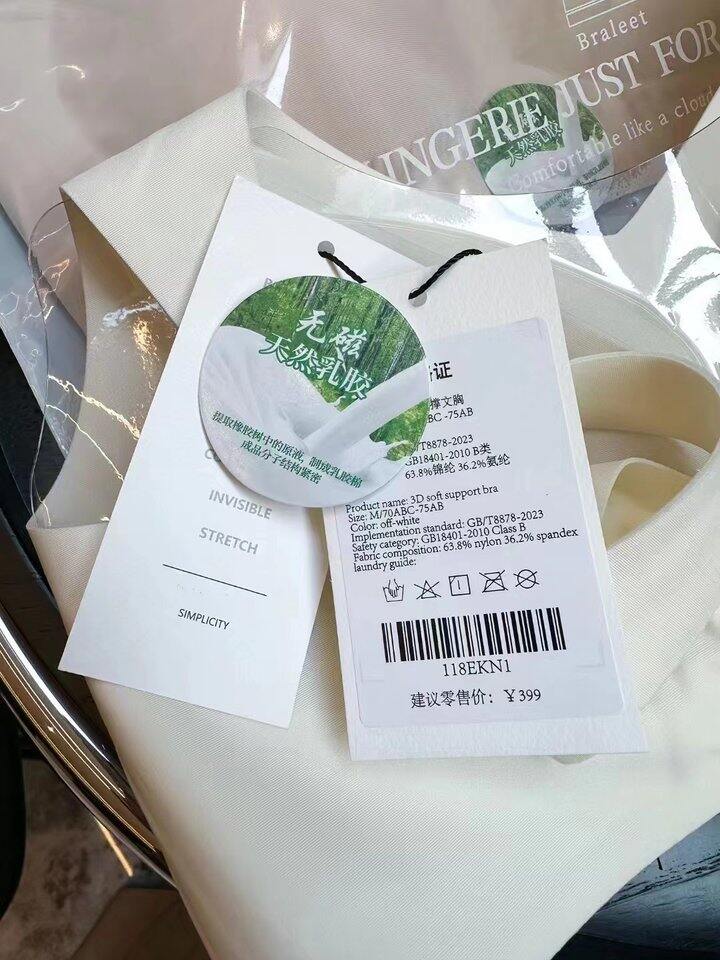 Braleet
LINGERIE JUST FOR
Comfortable like a cloud
天然乳胶
无磁
天然乳胶
提取橡胶树中的原液，制成乳胶棉
成品分子结构紧密
INVISIBLE
STRETCH
SIMPLICITY
证
撑文胸
ABC-75AB
T8878-2023
GB18401-2010 B类
63.8%锦纶 36.2%氨纶
Product name: 3D soft support bra
Size: M/70ABC-75AB
Color: off-white
Implementation standard: GB/T8878-2023
Safety category: GB18401-2010 Class B
Fabric composition: 63.8% nylon 36.2% spandex
laundry guide:
118EKN1
建议零售价：￥399